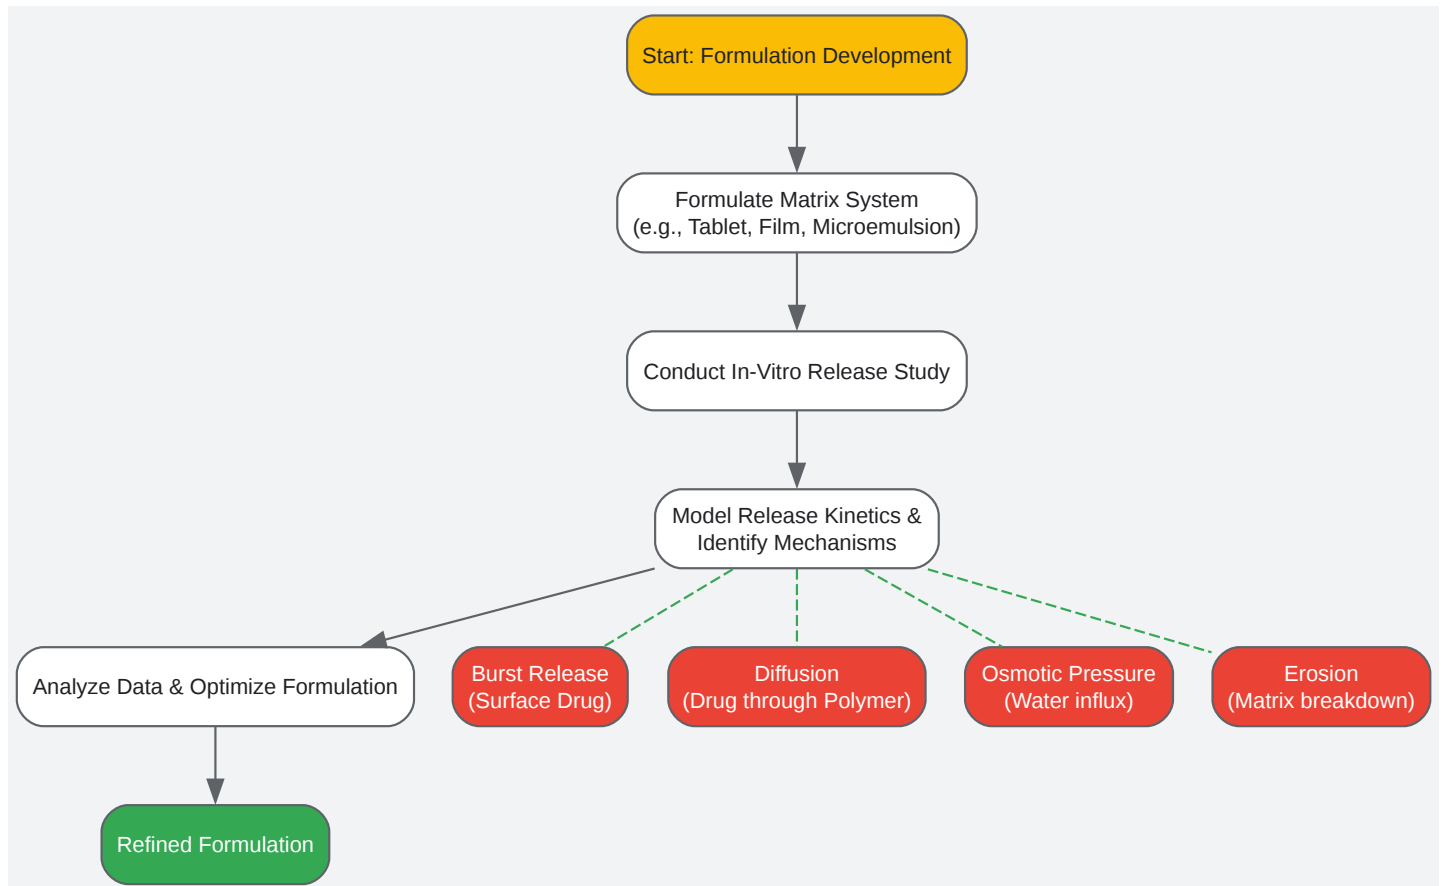 Start: Formulation Development
Formulate Matrix System
(e.g., Tablet, Film, Microemulsion)
Conduct In-Vitro Release Study
Model Release Kinetics &
Identify Mechanisms
Analyze Data & Optimize Formulation
Burst Release
(Surface Drug)
Diffusion
(Drug through Polymer)
Osmotic Pressure
(Water influx)
Erosion
(Matrix breakdown)
Refined Formulation